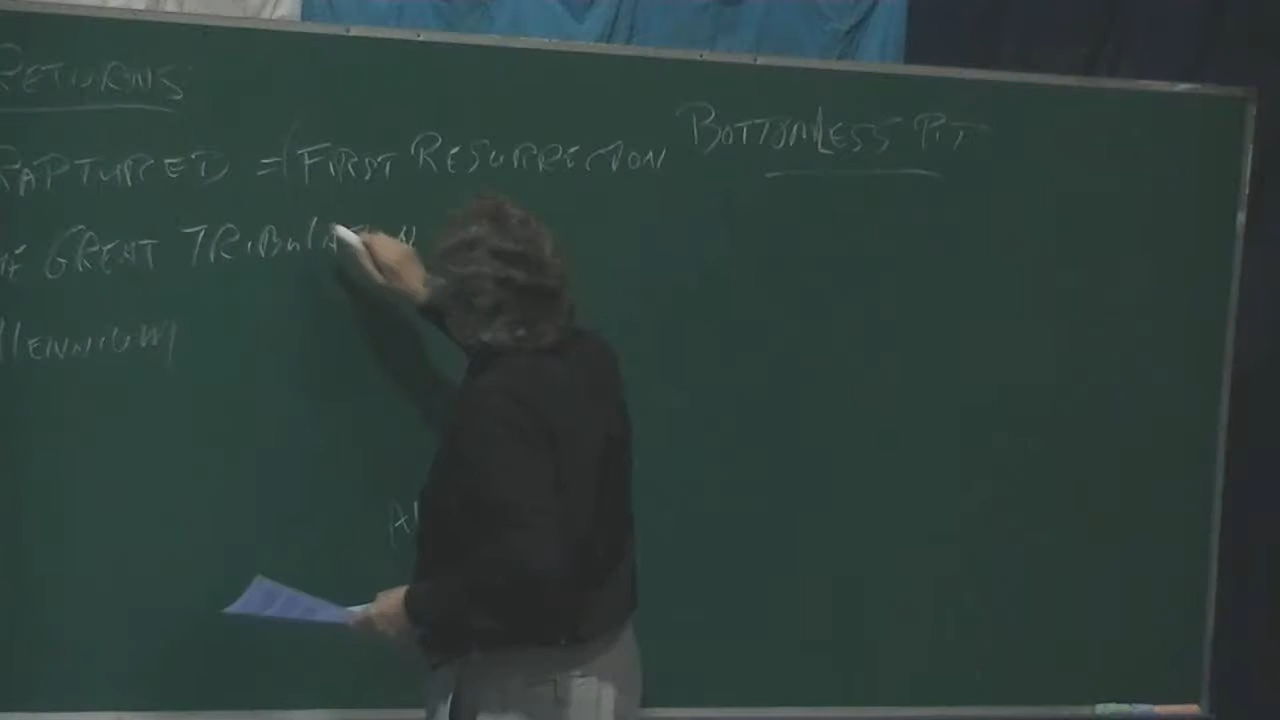 RETURNS
RAPTURED = (FIRST RESURRECTION
BOTTOMLESS PIT
GREAT TRIBULATION
LLENNIUM